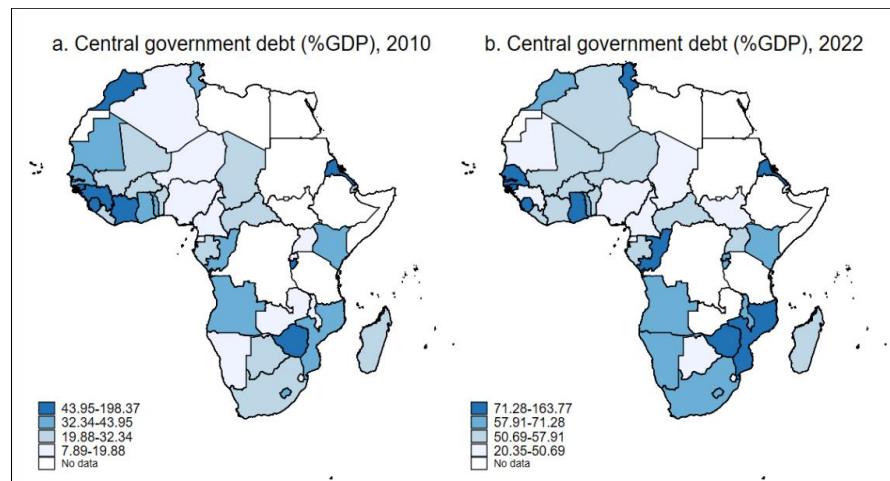 a. Central government debt (%GDP), 2010
43.95-198.37
32.34-43.95
19.88-32.34
7.89-19.88
No data
b. Central government debt (%GDP), 2022
71.28-163.77
57.91-71.28
50.69-57.91
20.35-50.69
No data